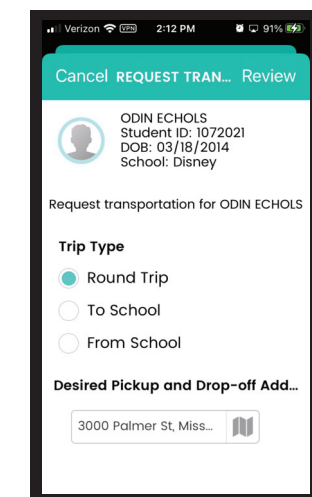 Verizon VPN 2:12 PM 91%
Cancel REQUEST TRAN... Review
ODIN ECHOLS
Student ID: 1072021
DOB: 03/18/2014
School: Disney
Request transportation for ODIN ECHOLS
Trip Type
Round Trip
To School
From School
Desired Pickup and Drop-off Add...
3000 Palmer St, Miss...